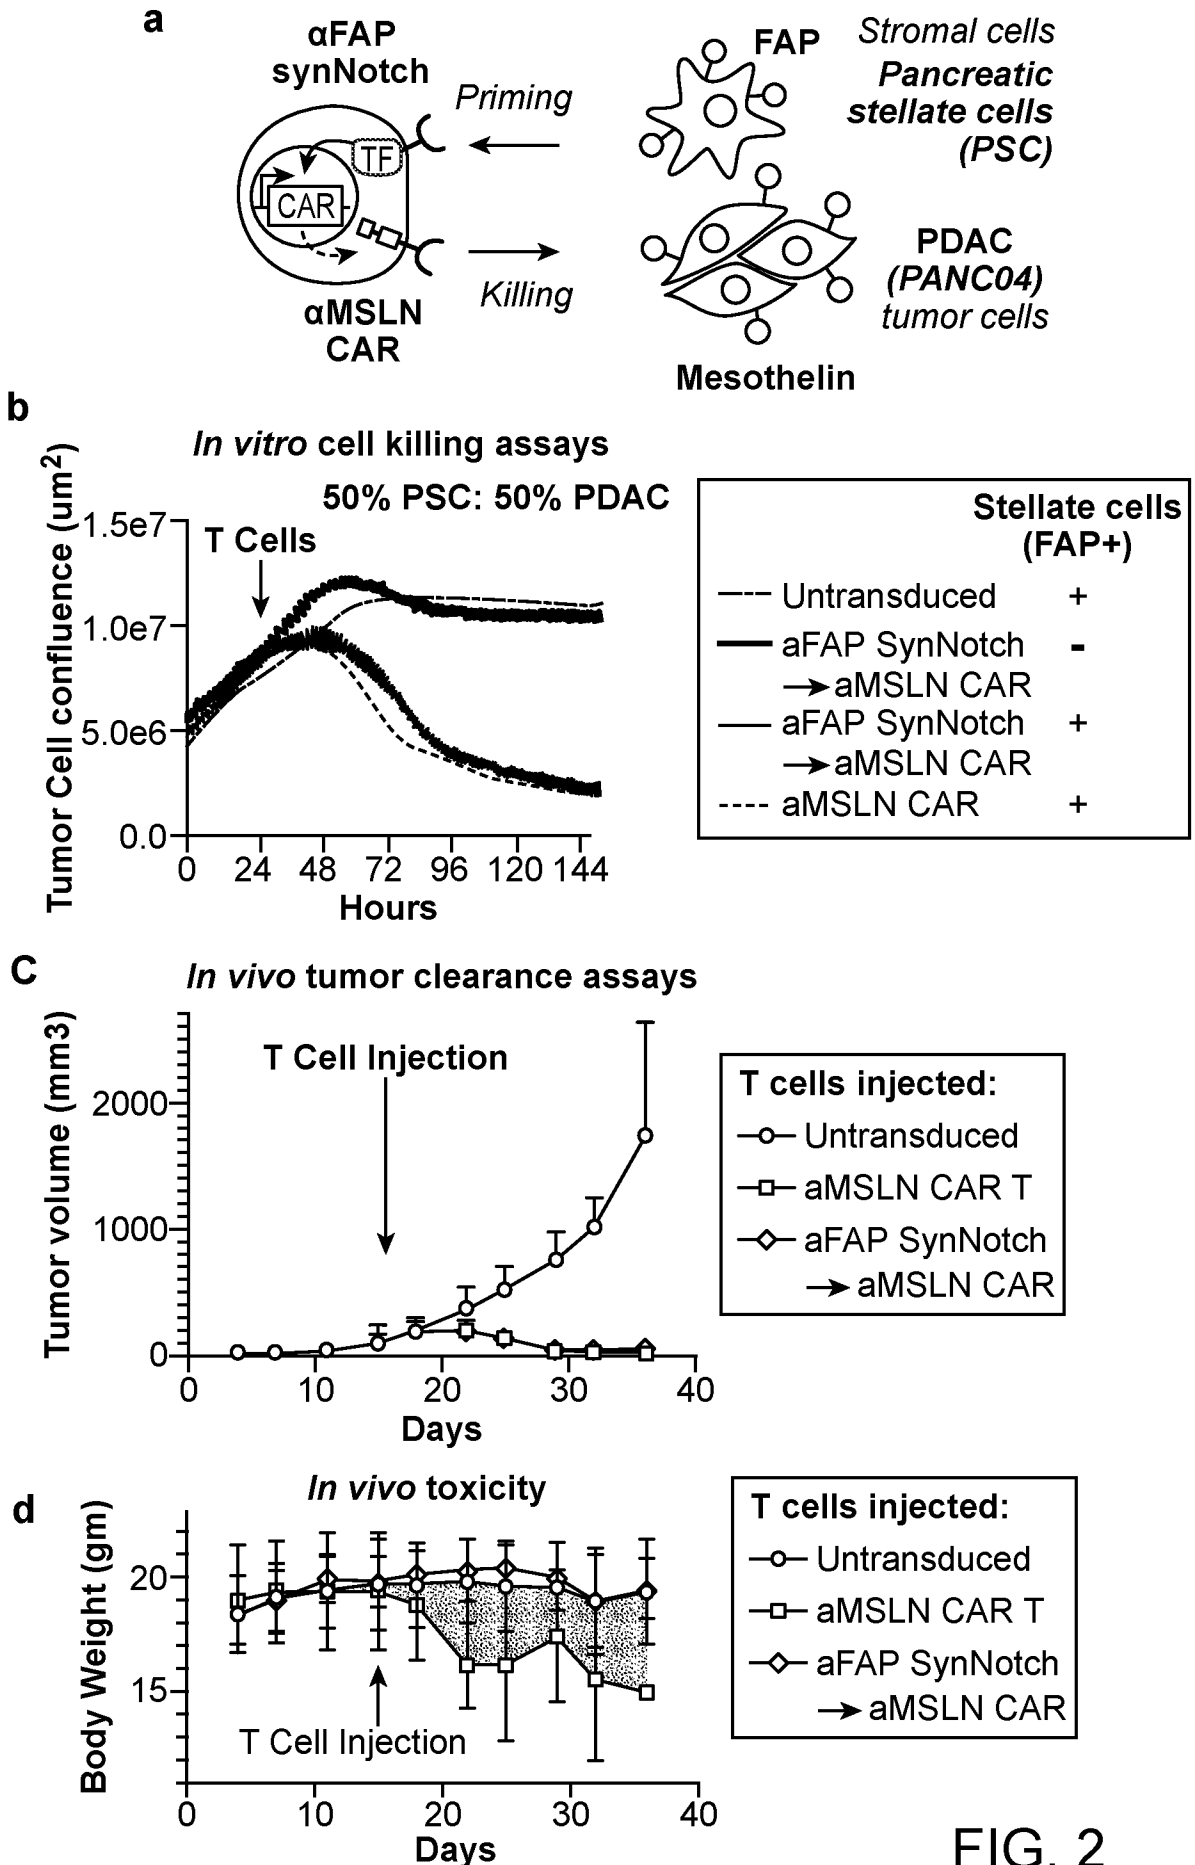 a
αFAP
synNotch
Priming
FAP
Stromal cells
Pancreatic
stellate cells
(PSC)
TF
CAR
Killing
PDAC
(PANC04)
tumor cells
αMSLN
CAR
Mesothelin
b
In vitro cell killing assays
50% PSC: 50% PDAC
Tumor Cell confluence (um2)
1.5e7
1.0e7
5.0e6
0.0
T Cells
0 24 48 72 96 120 144
Hours
Stellate cells
(FAP+)
Untransduced +
aFAP SynNotch -
→aMSLN CAR
aFAP SynNotch +
→aMSLN CAR
aMSLN CAR +
C
In vivo tumor clearance assays
Tumor volume (mm3)
2000
1000
0
T Cell Injection
0 10 20 30 40
Days
T cells injected:
Untransduced
aMSLN CAR T
aFAP SynNotch
→ aMSLN CAR
d
In vivo toxicity
Body Weight (gm)
20
15
T Cell Injection
0 10 20 30 40
Days
T cells injected:
Untransduced
aMSLN CAR T
aFAP SynNotch
→ aMSLN CAR
FIG. 2